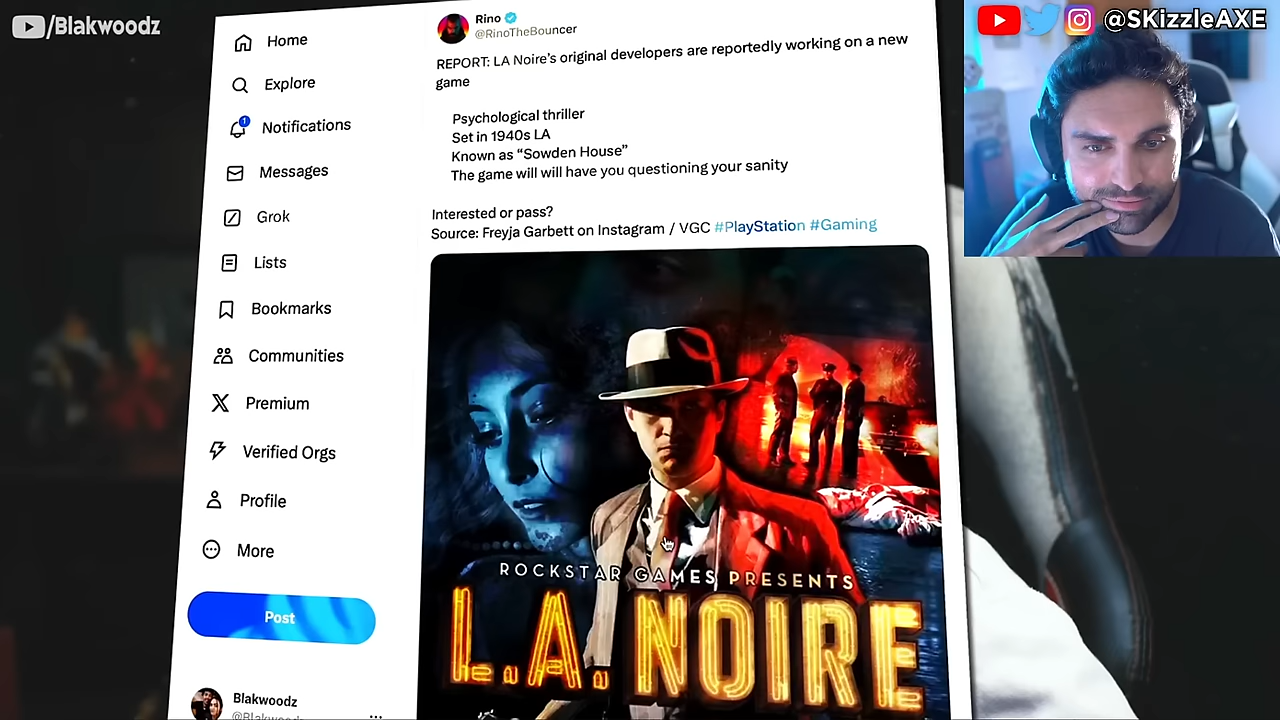 /Blakwoodz
Home
Explore
1
Notifications
Messages
Grok
Lists
Bookmarks
Communities
Premium
Verified Orgs
Profile
More
Post
Blakwoodz
Rino
@RinoTheBouncer
REPORT: LA Noire's original developers are reportedly working on a new
game
Psychological thriller
Set in 1940s LA
Known as “Sowden House”
The game will will have you questioning your sanity
Interested or pass?
Source: Freyja Garbett on Instagram / VGC #PlayStation #Gaming
ROCKSTAR GAMES PRESENTS
L.A. NOIRE
@SKizzleAXE